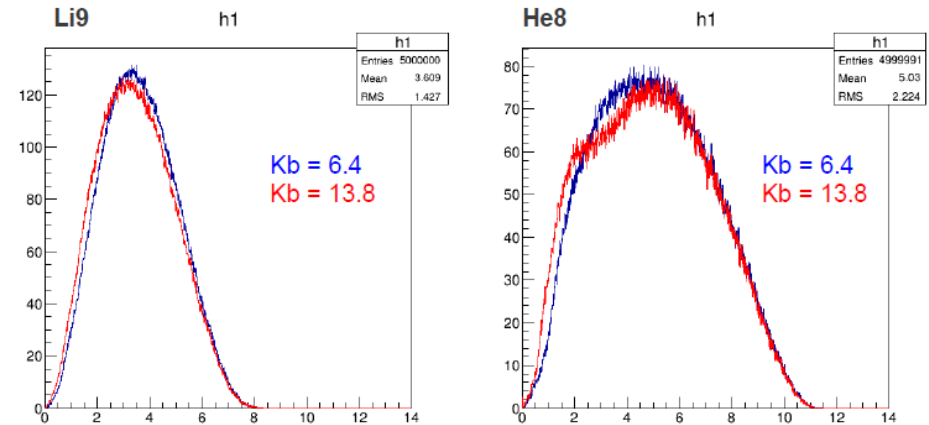 Li9
h1
h1
Entries 5000000
Mean 3.609
RMS 1.427
Kb = 6.4
Kb = 13.8
120
100
80
60
40
20
0
0 2 4 6 8 10 12 14
He8
h1
h1
Entries 4999991
Mean 5.03
RMS 2.224
Kb = 6.4
Kb = 13.8
80
70
60
50
40
30
20
10
0
0 2 4 6 8 10 12 14